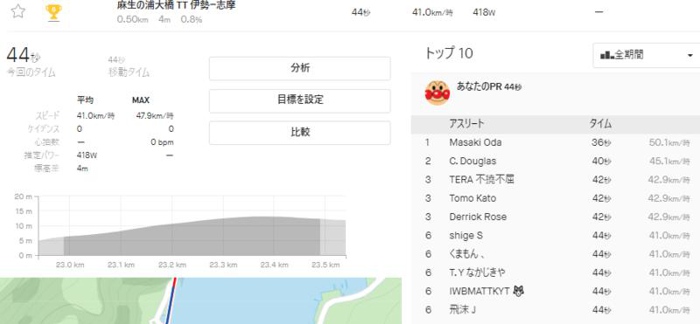 麻生の浦大橋 TT 伊勢–志摩
0.50km 4m 0.8%
44秒 41.0km/時 418W —
44秒
今回のタイム
44秒
移動タイム
平均 MAX
スピード 41.0km/時 47.9km/時
ケイデンス 0 0
心拍数 — 0 bpm
推定パワー 418W —
標高差 4m
分析
目標を設定
比較
20 m
15 m
10 m
5 m
0 m
23.0 km 23.1 km 23.2 km 23.3 km 23.4 km 23.5 km
トップ 10
全期間
あなたのPR 44秒
アスリート タイム
1 Masaki Oda 36秒 50.1km/時
2 C. Douglas 40秒 45.1km/時
3 TERA 不撓不屈 42秒 42.9km/時
3 Tomo Kato 42秒 42.9km/時
3 Derriok Rose 42秒 42.9km/時
6 shige S 44秒 41.0km/時
6 くまもん 、 44秒 41.0km/時
6 T. Y なかじきや 44秒 41.0km/時
6 IWBMATTKYT 44秒 41.0km/時
6 飛沫 J 44秒 41.0km/時